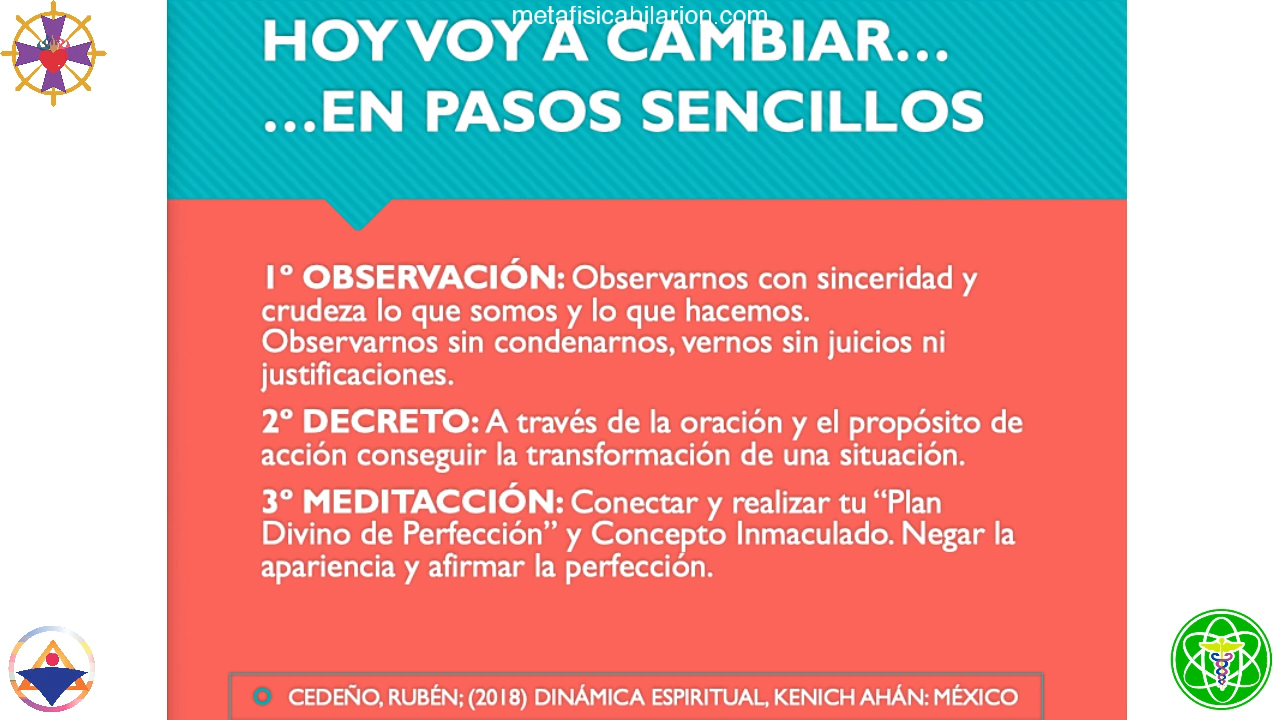 metafisicahilarion.com
HOY VOY A CAMBIAR...
...EN PASOS SENCILLOS
1º OBSERVACIÓN: Observarnos con sinceridad y
crudeza lo que somos y lo que hacemos.
Observarnos sin condenarnos, vernos sin juicios ni
justificaciones.
2º DECRETO: A través de la oración y el propósito de
acción conseguir la transformación de una situación.
3º MEDITACCIÓN: Conectar y realizar tu “Plan
Divino de Perfección” y Concepto Inmaculado. Negar la
apariencia y afirmar la perfección.
CEDEÑO, RUBÉN; (2018) DINÁMICA ESPIRITUAL, KENICH AHÁN: MÉXICO